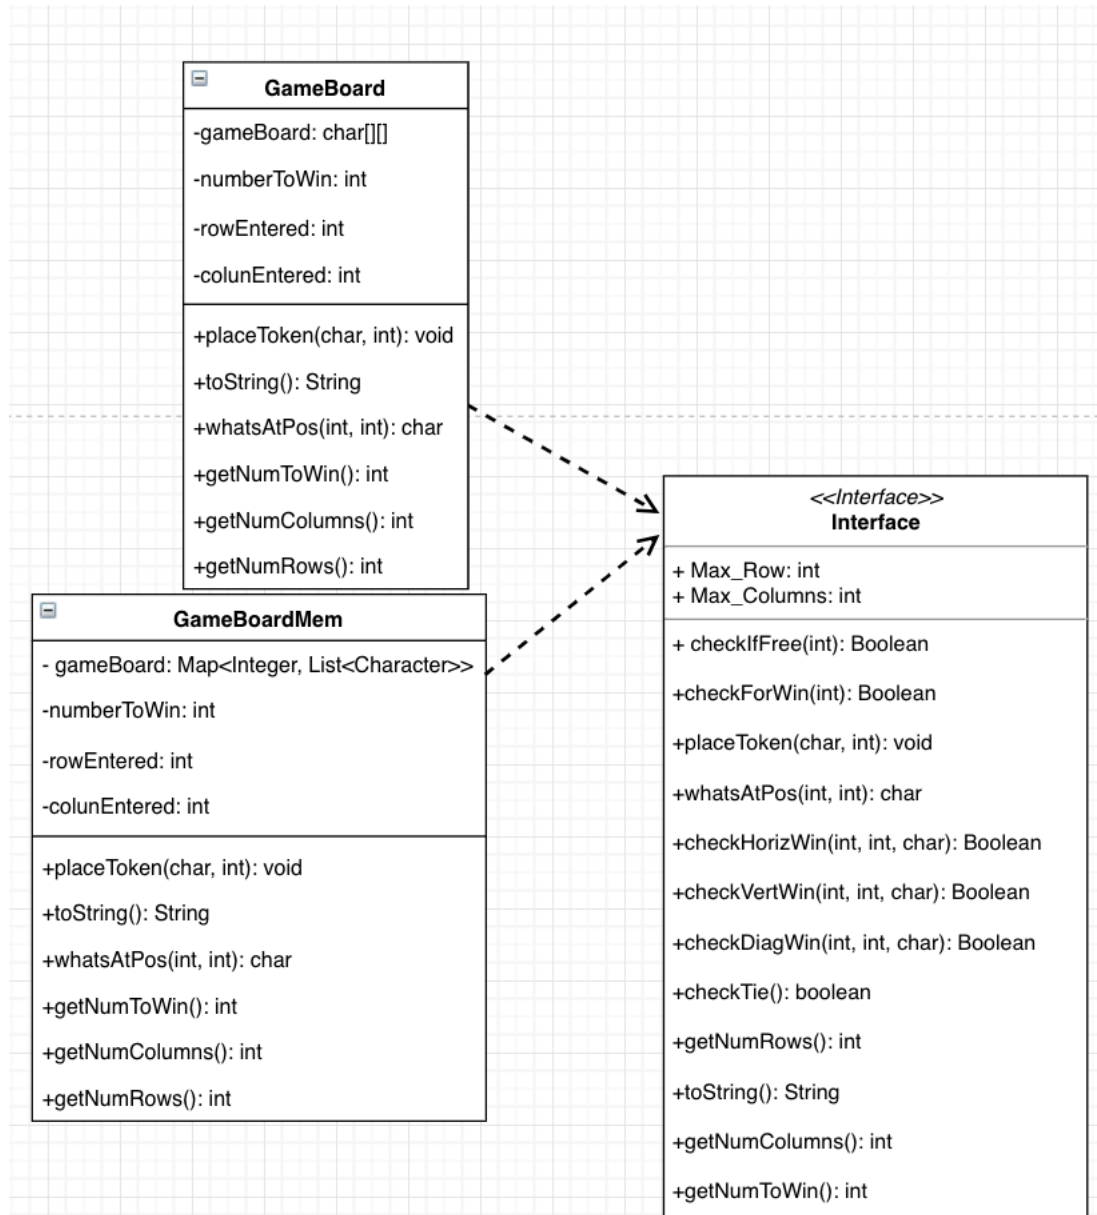 GameBoard
-gameBoard: char[][]
-numberToWin: int
-rowEntered: int
-colunEntered: int
+placeToken(char, int): void
+toString(): String
+whatsAtPos(int, int): char
+getNumToWin(): int
+getNumColumns(): int
+getNumRows(): int
GameBoardMem
- gameBoard: Map<Integer, List<Character>>
-numberToWin: int
-rowEntered: int
-colunEntered: int
+placeToken(char, int): void
+toString(): String
+whatsAtPos(int, int): char
+getNumToWin(): int
+getNumColumns(): int
+getNumRows(): int
<<Interface>>
Interface
+ Max_Row: int
+ Max_Columns: int
+ checkIfFree(int): Boolean
+checkForWin(int): Boolean
+placeToken(char, int): void
+whatsAtPos(int, int): char
+checkHorizWin(int, int, char): Boolean
+checkVertWin(int, int, char): Boolean
+checkDiagWin(int, int, char): Boolean
+checkTie(): boolean
+getNumRows(): int
+toString(): String
+getNumColumns(): int
+getNumToWin(): int